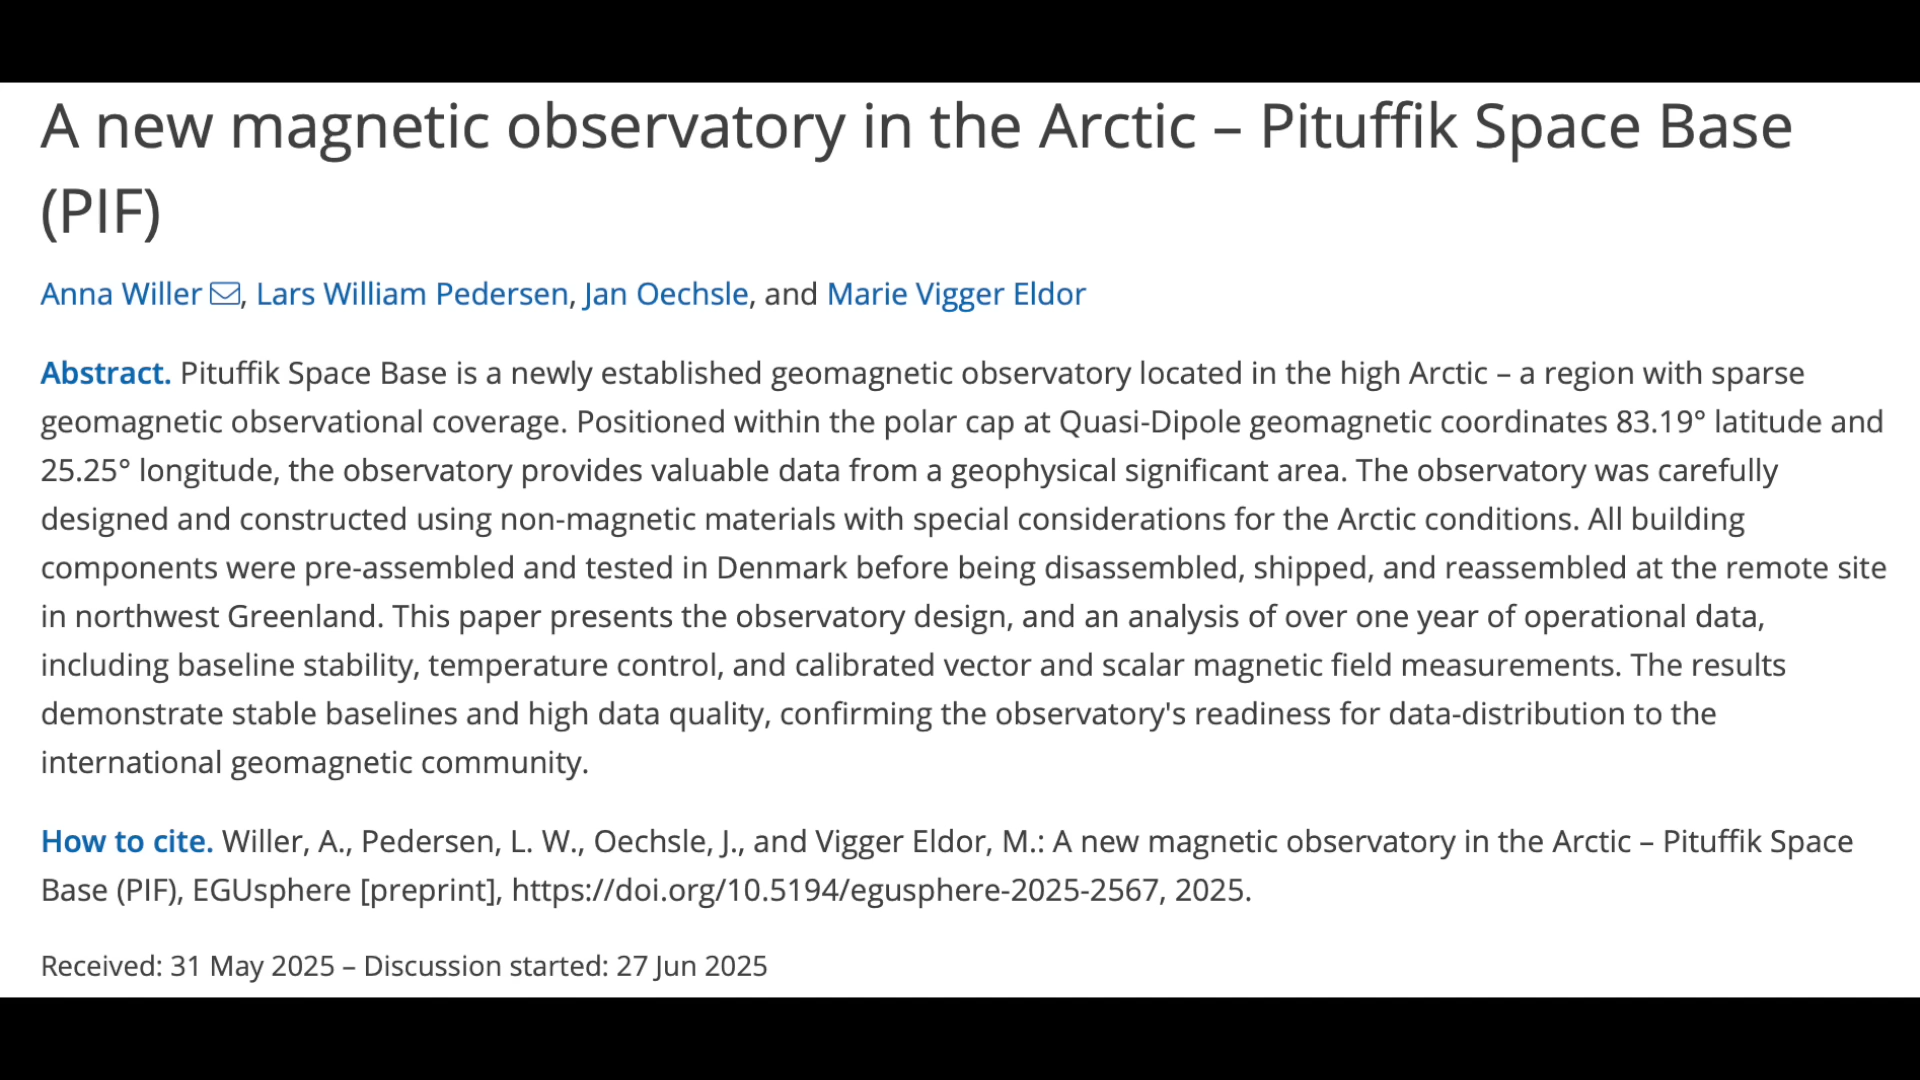 A new magnetic observatory in the Arctic – Pituffik Space Base
(PIF)
Anna Willer, Lars William Pedersen, Jan Oechsle, and Marie Vigger Eldor
Abstract. Pituffik Space Base is a newly established geomagnetic observatory located in the high Arctic – a region with sparse
geomagnetic observational coverage. Positioned within the polar cap at Quasi-Dipole geomagnetic coordinates 83.19° latitude and
25.25° longitude, the observatory provides valuable data from a geophysical significant area. The observatory was carefully
designed and constructed using non-magnetic materials with special considerations for the Arctic conditions. All building
components were pre-assembled and tested in Denmark before being disassembled, shipped, and reassembled at the remote site
in northwest Greenland. This paper presents the observatory design, and an analysis of over one year of operational data,
including baseline stability, temperature control, and calibrated vector and scalar magnetic field measurements. The results
demonstrate stable baselines and high data quality, confirming the observatory's readiness for data-distribution to the
international geomagnetic community.
How to cite. Willer, A., Pedersen, L. W., Oechsle, J., and Vigger Eldor, M.: A new magnetic observatory in the Arctic – Pituffik Space
Base (PIF), EGUsphere [preprint], https://doi.org/10.5194/egusphere-2025-2567, 2025.
Received: 31 May 2025 – Discussion started: 27 Jun 2025